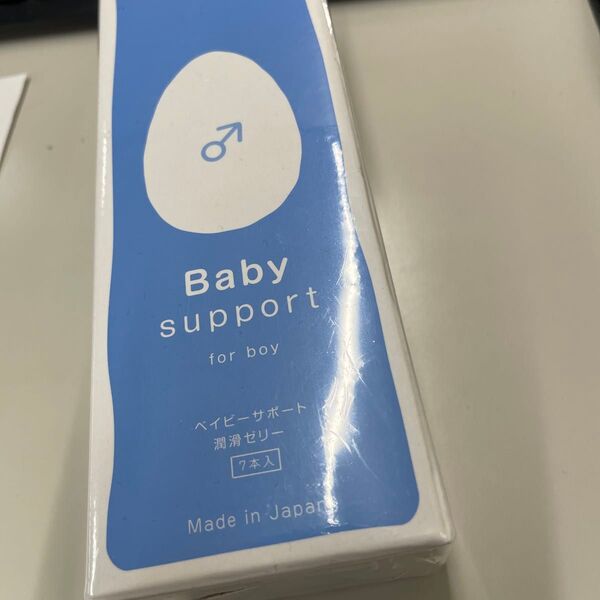 Baby
support
for boy
ベイビーサポート
潤滑ゼリー
7本入
Made in Japan